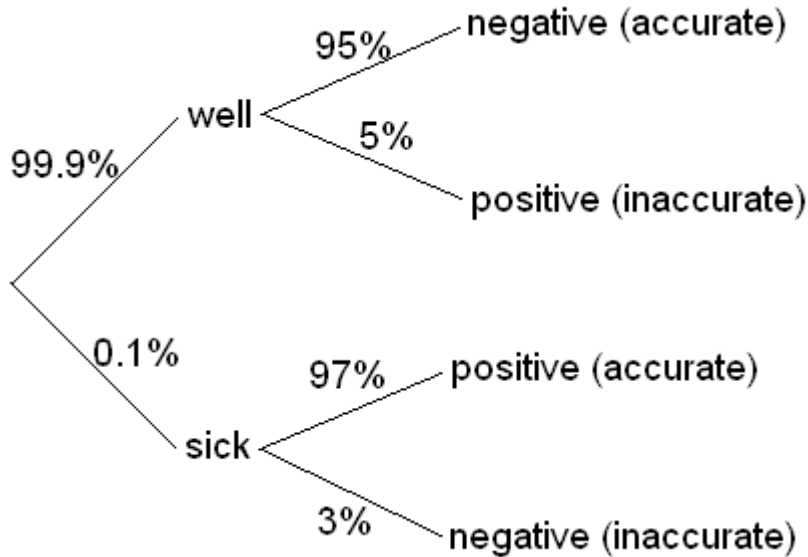 95%
negative (accurate)
well
5%
99.9%
positive (inaccurate)
0.1%
97%
positive (accurate)
sick
3%
negative (inaccurate)